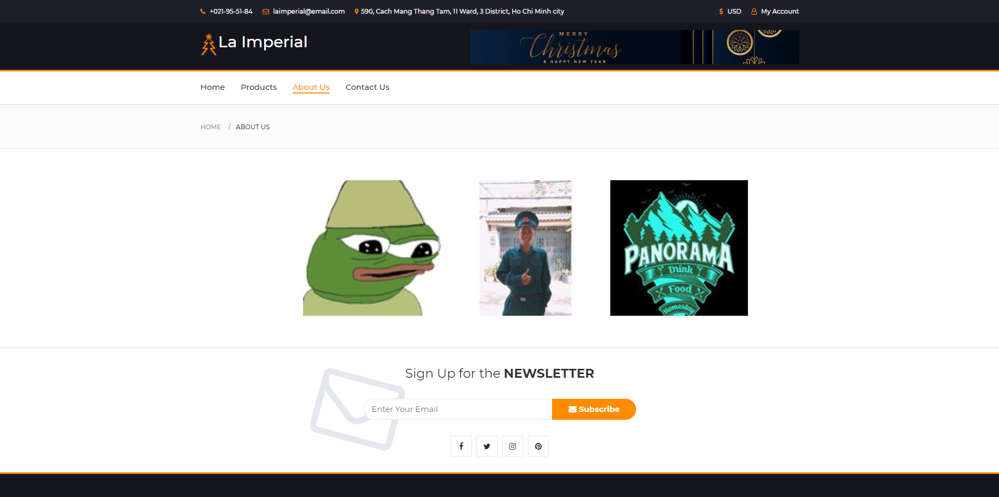 +021-95-51-84 laimperial@email.com 590, Cach Mang Thang Tam, 11 Ward, 3 District, Ho Chi Minh city $ USD My Account
La Imperial
MERRY
Christmas
& HAPPY NEW YEAR
Home Products About Us Contact Us
HOME / ABOUT US
PANORAMA
Drink
Food
Homestay
Sign Up for the NEWSLETTER
Enter Your Email Subscribe